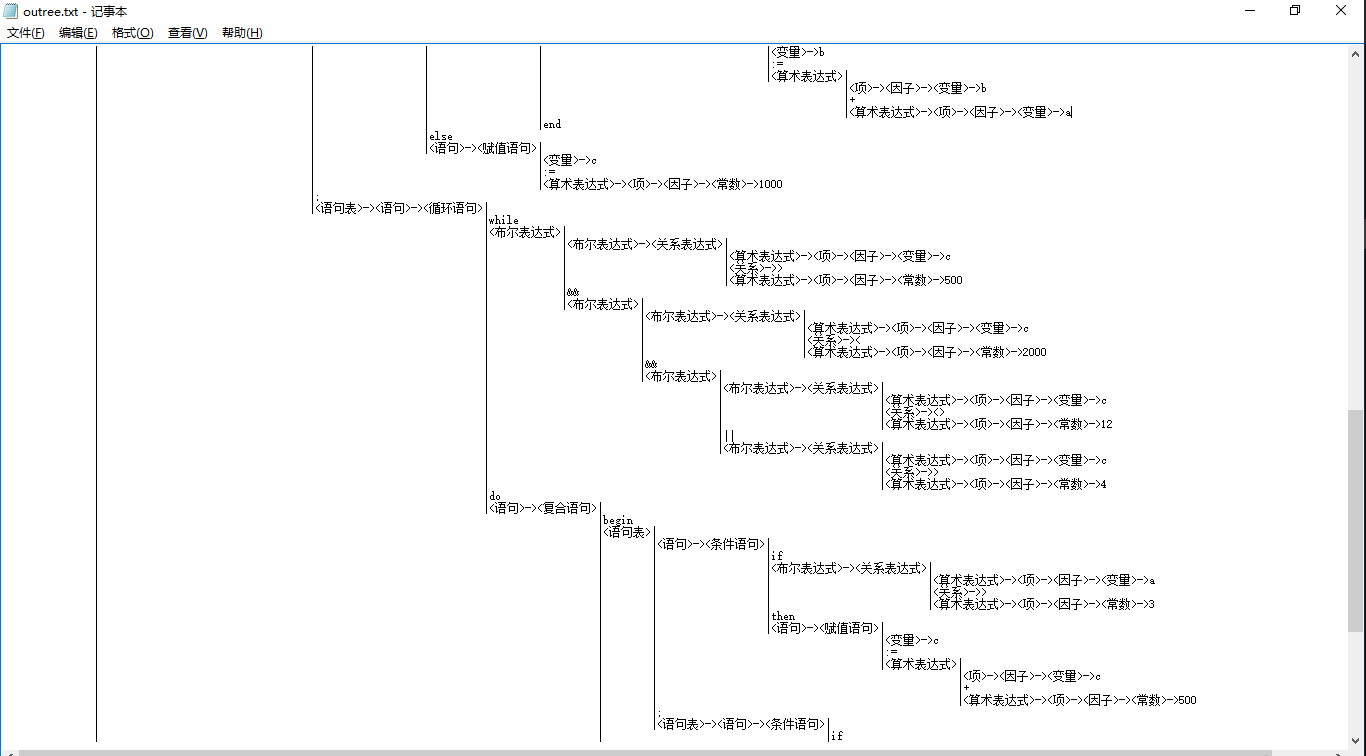 outree.txt - 记事本
文件(F) 编辑(E) 格式(O) 查看(V) 帮助(H)
<变量>->b
:=
<算术表达式>
<项>-><因子>-><变量>->b
+
<算术表达式>-><项>-><因子>-><变量>->a
end
else
<语句>-><赋值语句>
<变量>->c
:=
<算术表达式>-><项>-><因子>-><常数>->1000
;
<语句表>-><语句>-><循环语句>
while
<布尔表达式>
<布尔表达式>-><关系表达式>
<算术表达式>-><项>-><因子>-><变量>->c
<关系>->>
<算术表达式>-><项>-><因子>-><常数>->500
&&
<布尔表达式>
<布尔表达式>-><关系表达式>
<算术表达式>-><项>-><因子>-><变量>->c
<关系>-><
<算术表达式>-><项>-><因子>-><常数>->2000
&&
<布尔表达式>
<布尔表达式>-><关系表达式>
<算术表达式>-><项>-><因子>-><变量>->c
<关系>-><>
<算术表达式>-><项>-><因子>-><常数>->12
||
<布尔表达式>-><关系表达式>
<算术表达式>-><项>-><因子>-><变量>->c
<关系>->>
<算术表达式>-><项>-><因子>-><常数>->4
do
<语句>-><复合语句>
begin
<语句表>
<语句>-><条件语句>
if
<布尔表达式>-><关系表达式>
<算术表达式>-><项>-><因子>-><变量>->a
<关系>->>
<算术表达式>-><项>-><因子>-><常数>->3
then
<语句>-><赋值语句>
<变量>->c
:=
<算术表达式>
<项>-><因子>-><变量>->c
+
<算术表达式>-><项>-><因子>-><常数>->500
;
<语句表>-><语句>-><条件语句>
if